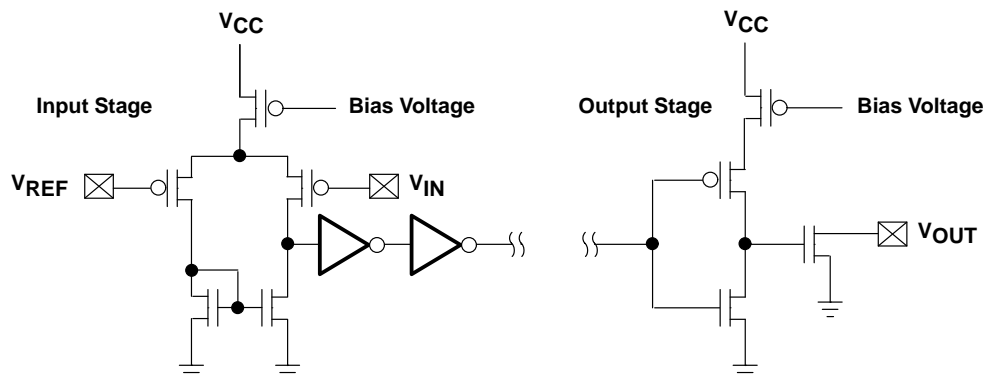 VCC
VCC
Input Stage
Bias Voltage
Output Stage
Bias Voltage
VREF
VIN
VOUT